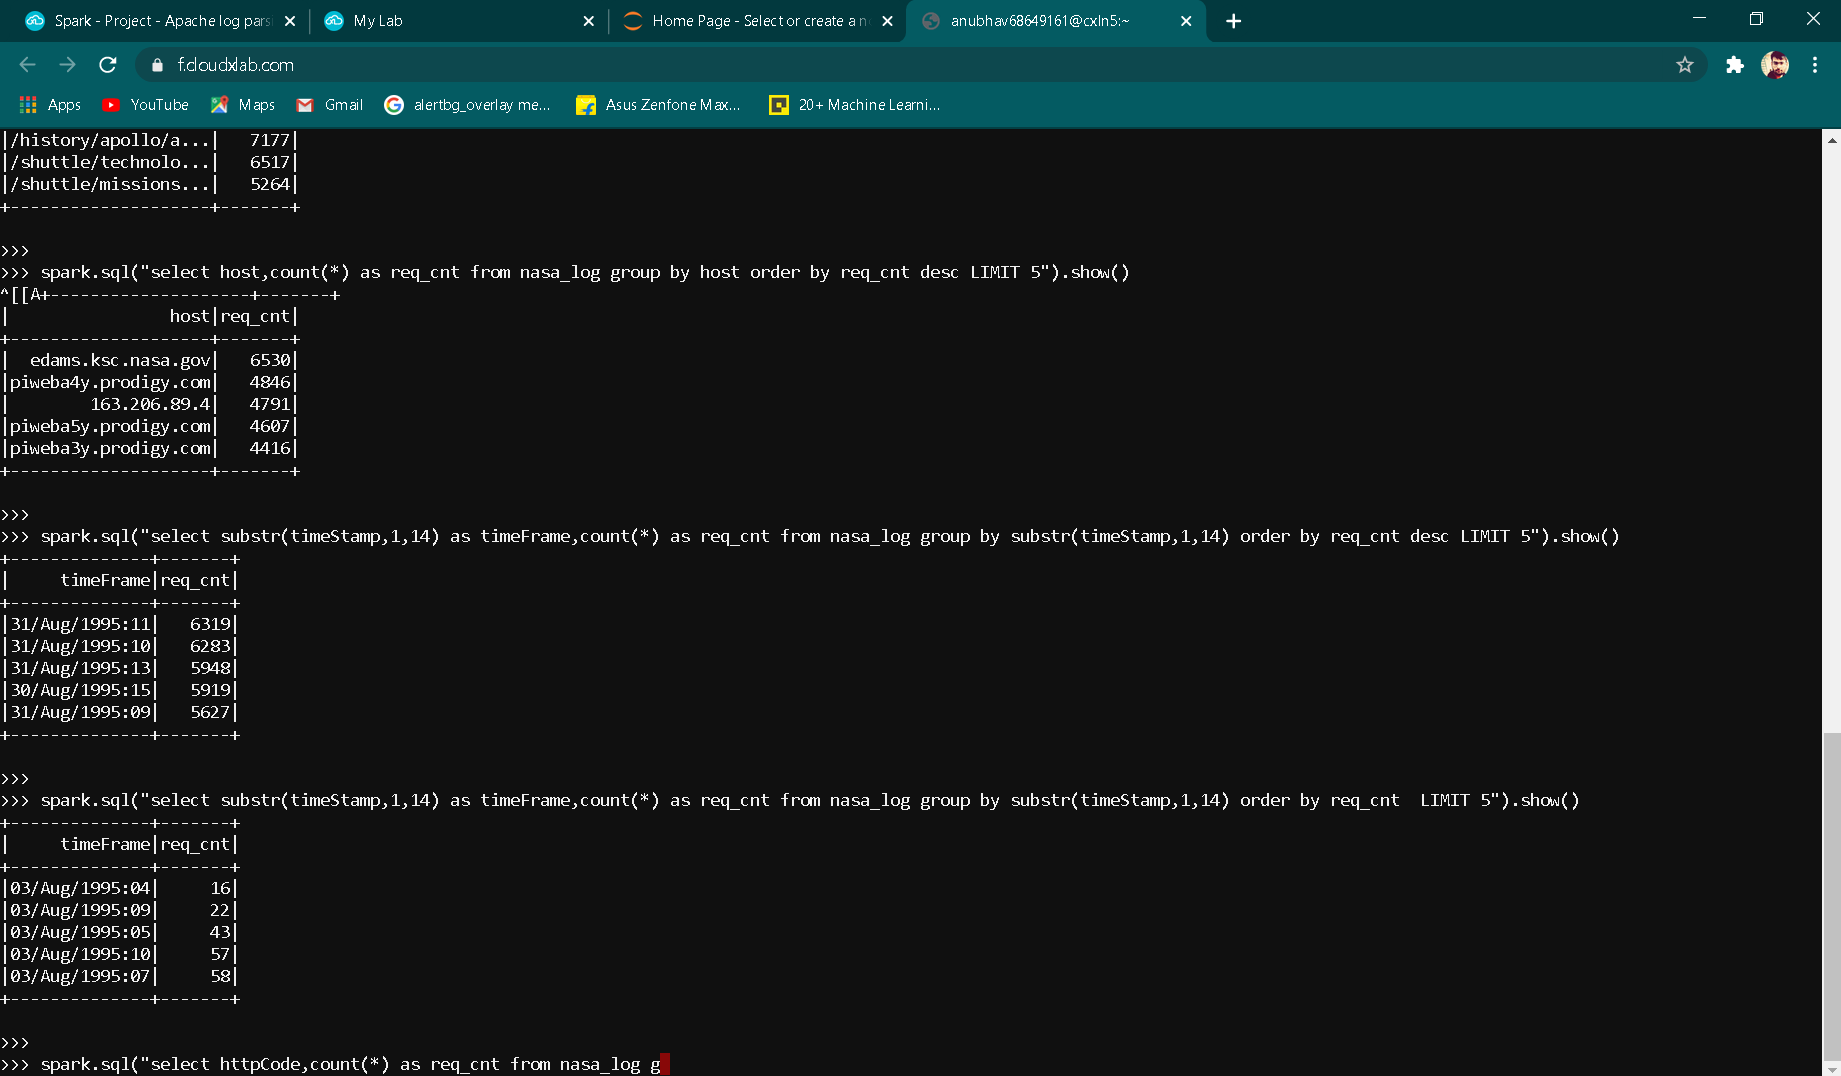 Spark - Project - Apache log parsi
My Lab
Home Page - Select or create a n
anubhav68649161@cxln5:~
f.cloudxlab.com
Apps YouTube Maps Gmail alertbg_overlay me... Asus Zenfone Max... 20+ Machine Learni...
|/history/apollo/a...|   7177|
|/shuttle/technolo...|   6517|
|/shuttle/missions...|   5264|
+--------------------+-------+
>>>
>>> spark.sql("select host,count(*) as req_cnt from nasa_log group by host order by req_cnt desc LIMIT 5").show()
^[[A+--------------------+-------+
|                host|req_cnt|
+--------------------+-------+
|  edams.ksc.nasa.gov|   6530|
|piweba4y.prodigy.com|   4846|
|        163.206.89.4|   4791|
|piweba5y.prodigy.com|   4607|
|piweba3y.prodigy.com|   4416|
+--------------------+-------+
>>>
>>> spark.sql("select substr(timeStamp,1,14) as timeFrame,count(*) as req_cnt from nasa_log group by substr(timeStamp,1,14) order by req_cnt desc LIMIT 5").show()
+--------------+-------+
|     timeFrame|req_cnt|
+--------------+-------+
|31/Aug/1995:11|   6319|
|31/Aug/1995:10|   6283|
|31/Aug/1995:13|   5948|
|30/Aug/1995:15|   5919|
|31/Aug/1995:09|   5627|
+--------------+-------+
>>>
>>> spark.sql("select substr(timeStamp,1,14) as timeFrame,count(*) as req_cnt from nasa_log group by substr(timeStamp,1,14) order by req_cnt  LIMIT 5").show()
+--------------+-------+
|     timeFrame|req_cnt|
+--------------+-------+
|03/Aug/1995:04|     16|
|03/Aug/1995:09|     22|
|03/Aug/1995:05|     43|
|03/Aug/1995:10|     57|
|03/Aug/1995:07|     58|
+--------------+-------+
>>>
>>> spark.sql("select httpCode,count(*) as req_cnt from nasa_log g